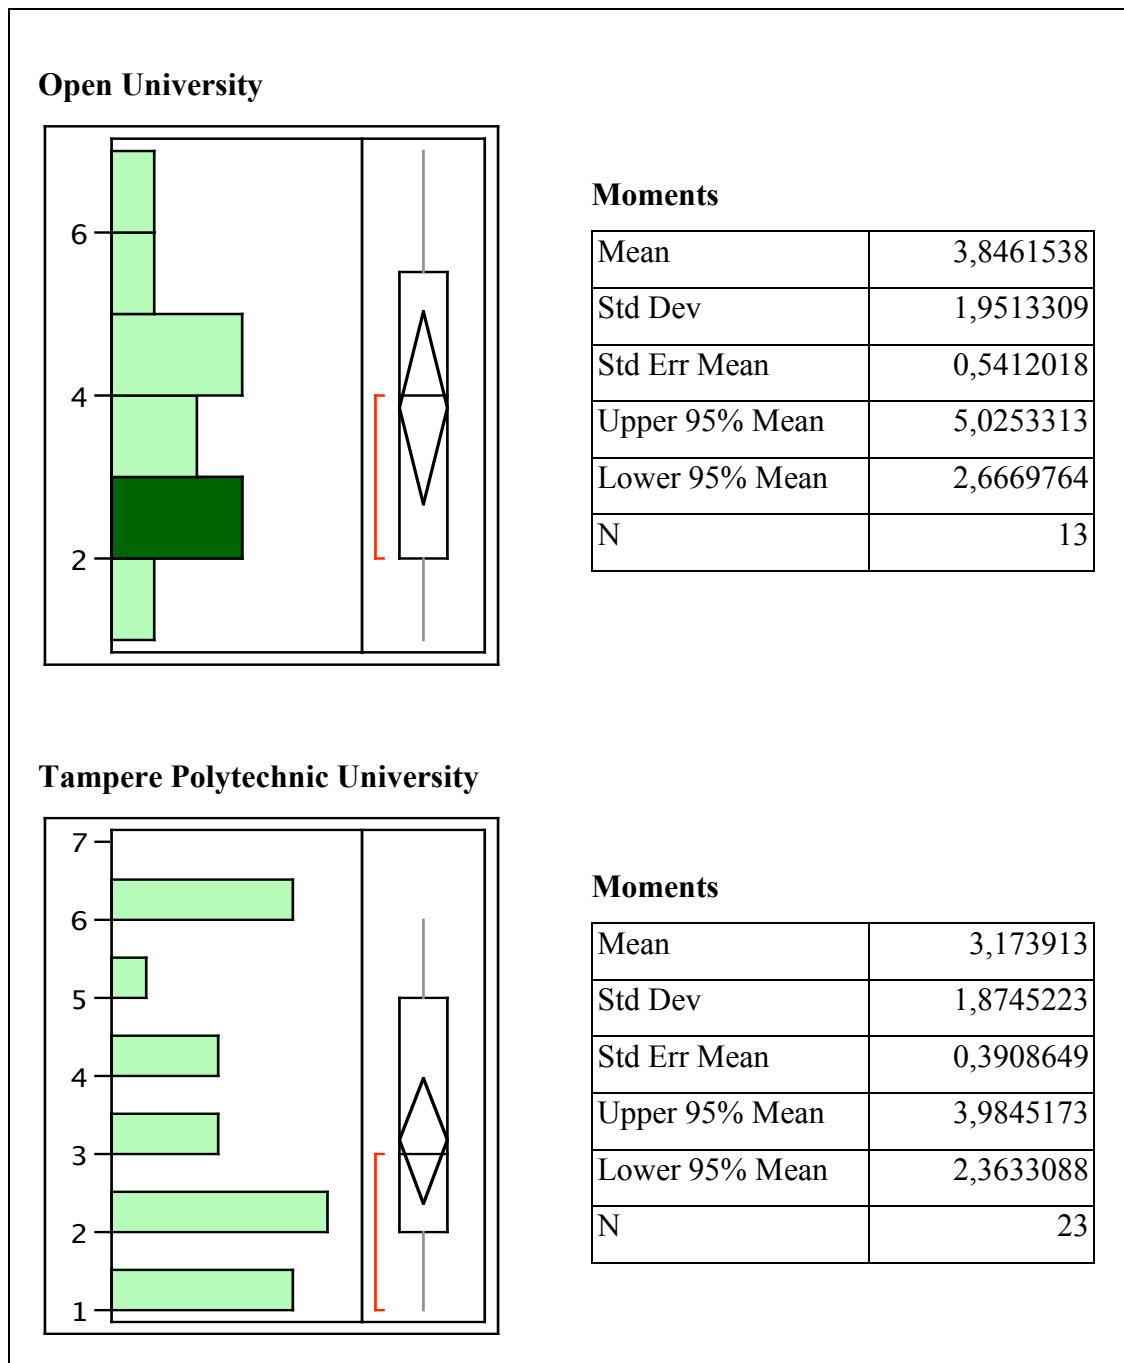 Open University
6
4
2
Moments
Mean 3,8461538
Std Dev 1,9513309
Std Err Mean 0,5412018
Upper 95% Mean 5,0253313
Lower 95% Mean 2,6669764
N 13
Tampere Polytechnic University
7
6
5
4
3
2
1
Moments
Mean 3,173913
Std Dev 1,8745223
Std Err Mean 0,3908649
Upper 95% Mean 3,9845173
Lower 95% Mean 2,3633088
N 23